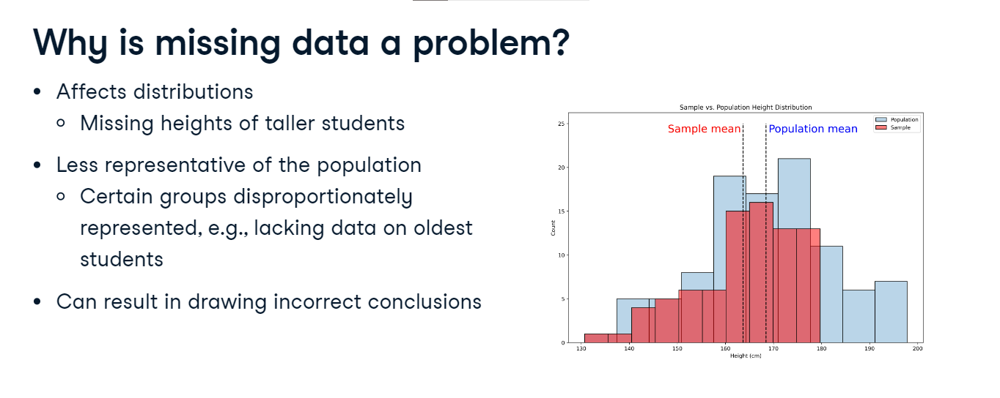 Why is missing data a problem?
Affects distributions
Missing heights of taller students
Less representative of the population
Certain groups disproportionately
represented, e.g., lacking data on oldest
students
Can result in drawing incorrect conclusions
Sample vs. Population Height Distribution
Sample mean
Population mean
Population
Sample
25
20
15
10
5
0
Count
130 140 150 160 170 180 190 200
Height (cm)